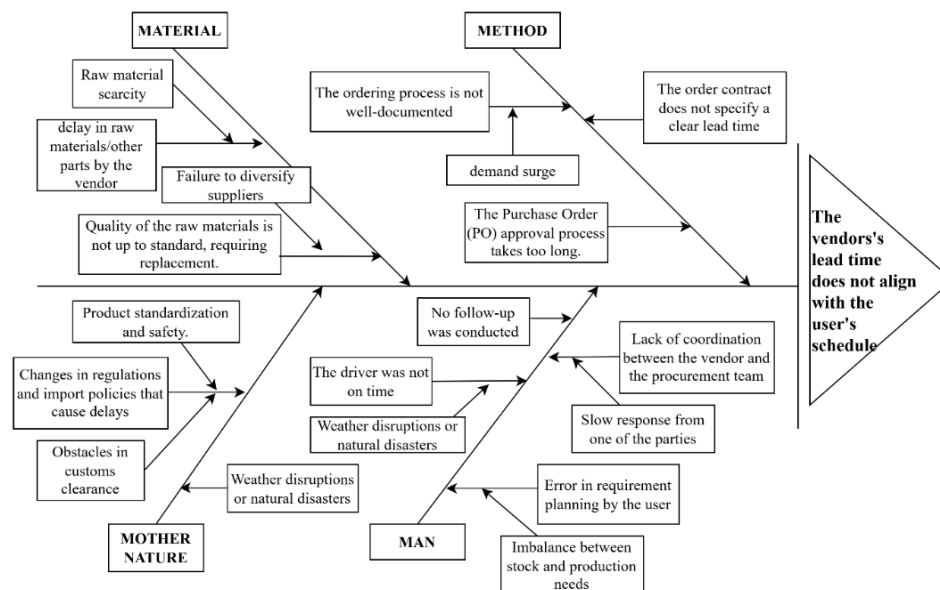 MATERIAL
METHOD
Raw material
scarcity
delay in raw
materials/other
parts by the
vendor
Failure to diversify
suppliers
Quality of the raw materials is
not up to standard, requiring
replacement.
The ordering process is not
well-documented
demand surge
The order contract
does not specify a
clear lead time
The Purchase Order
(PO) approval process
takes too long.
The
vendors's
lead time
does not align
with the
user's
schedule
Product standardization
and safety.
Changes in regulations
and import policies that
cause delays
Obstacles in
customs
clearance
Weather disruptions
or natural disasters
MOTHER
NATURE
No follow-up
was conducted
The driver was not
on time
Weather disruptions or
natural disasters
Lack of coordination
between the vendor and
the procurement team
Slow response from
one of the parties
Error in requirement
planning by the user
Imbalance between
stock and production
needs
MAN